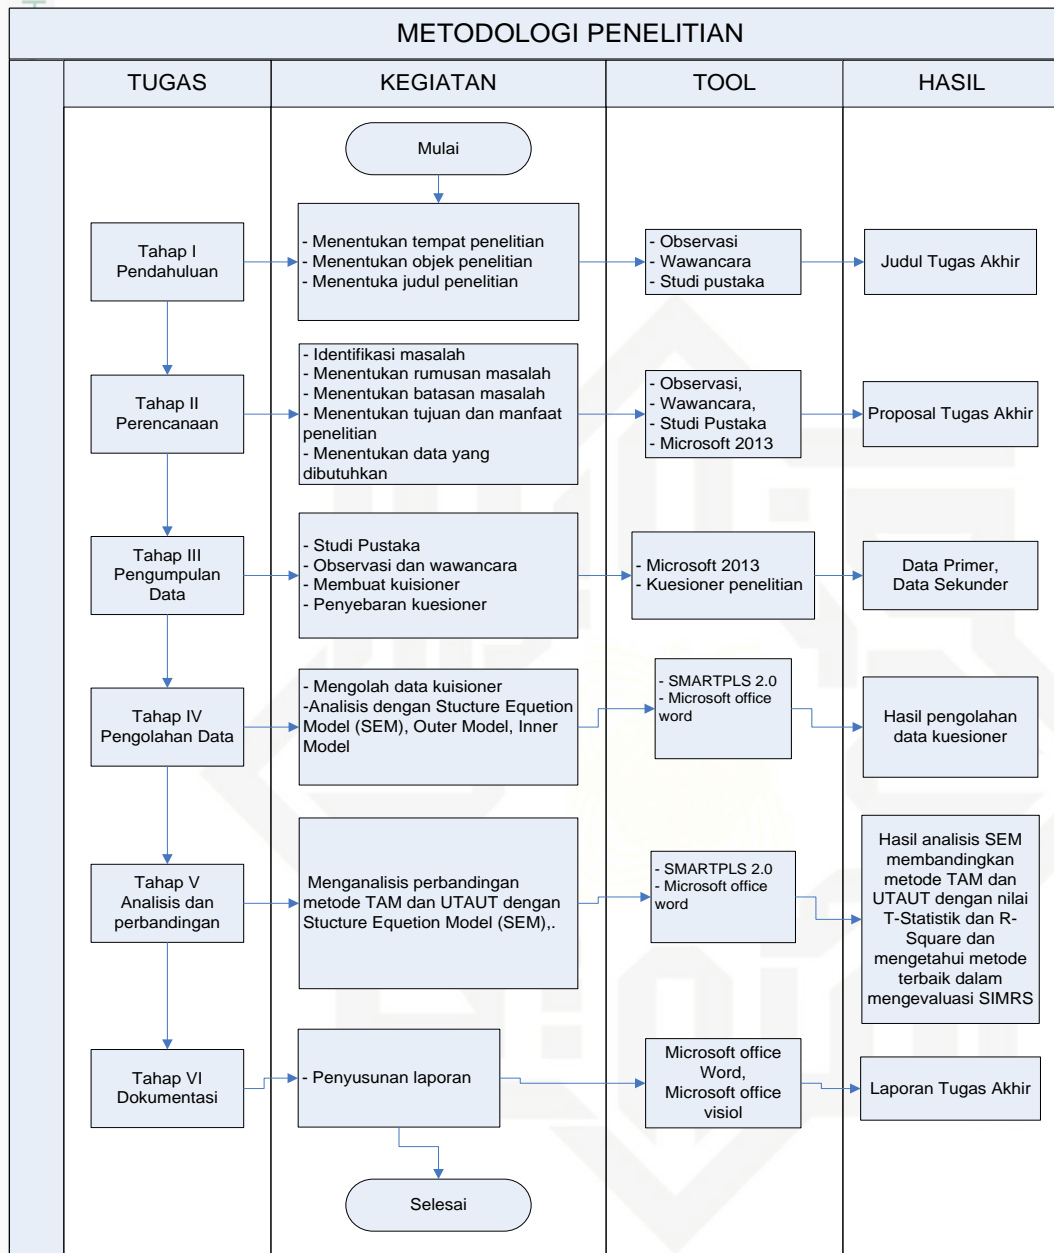 METODOLOGI PENELITIAN
TUGAS
KEGIATAN
TOOL
HASIL
Mulai
Tahap I
Pendahuluan
- Menentukan tempat penelitian
- Menentukan objek penelitian
- Menentuka judul penelitian
- Observasi
- Wawancara
- Studi pustaka
Judul Tugas Akhir
Tahap II
Perencanaan
- Identifikasi masalah
- Menentukan rumusan masalah
- Menentukan batasan masalah
- Menentukan tujuan dan manfaat
penelitian
- Menentukan data yang
dibutuhkan
- Observasi,
- Wawancara,
- Studi Pustaka
- Microsoft 2013
Proposal Tugas Akhir
Tahap III
Pengumpulan
Data
- Studi Pustaka
- Observasi dan wawancara
- Membuat kuisioner
- Penyebaran kuesioner
- Microsoft 2013
- Kuesioner penelitian
Data Primer,
Data Sekunder
Tahap IV
Pengolahan Data
- Mengolah data kuisioner
-Analisis dengan Stucture Equetion
Model (SEM), Outer Model, Inner
Model
- SMARTPLS 2.0
- Microsoft office
word
Hasil pengolahan
data kuesioner
Tahap V
Analisis dan
perbandingan
Menganalisis perbandingan
metode TAM dan UTAUT dengan
Stucture Equetion Model (SEM),.
- SMARTPLS 2.0
- Microsoft office
word
Hasil analisis SEM
membandingkan
metode TAM dan
UTAUT dengan nilai
T-Statistik dan R-
Square dan
mengetahui metode
terbaik dalam
mengevaluasi SIMRS
Tahap VI
Dokumentasi
- Penyusunan laporan
Microsoft office
Word,
Microsoft office
visiol
Laporan Tugas Akhir
Selesai